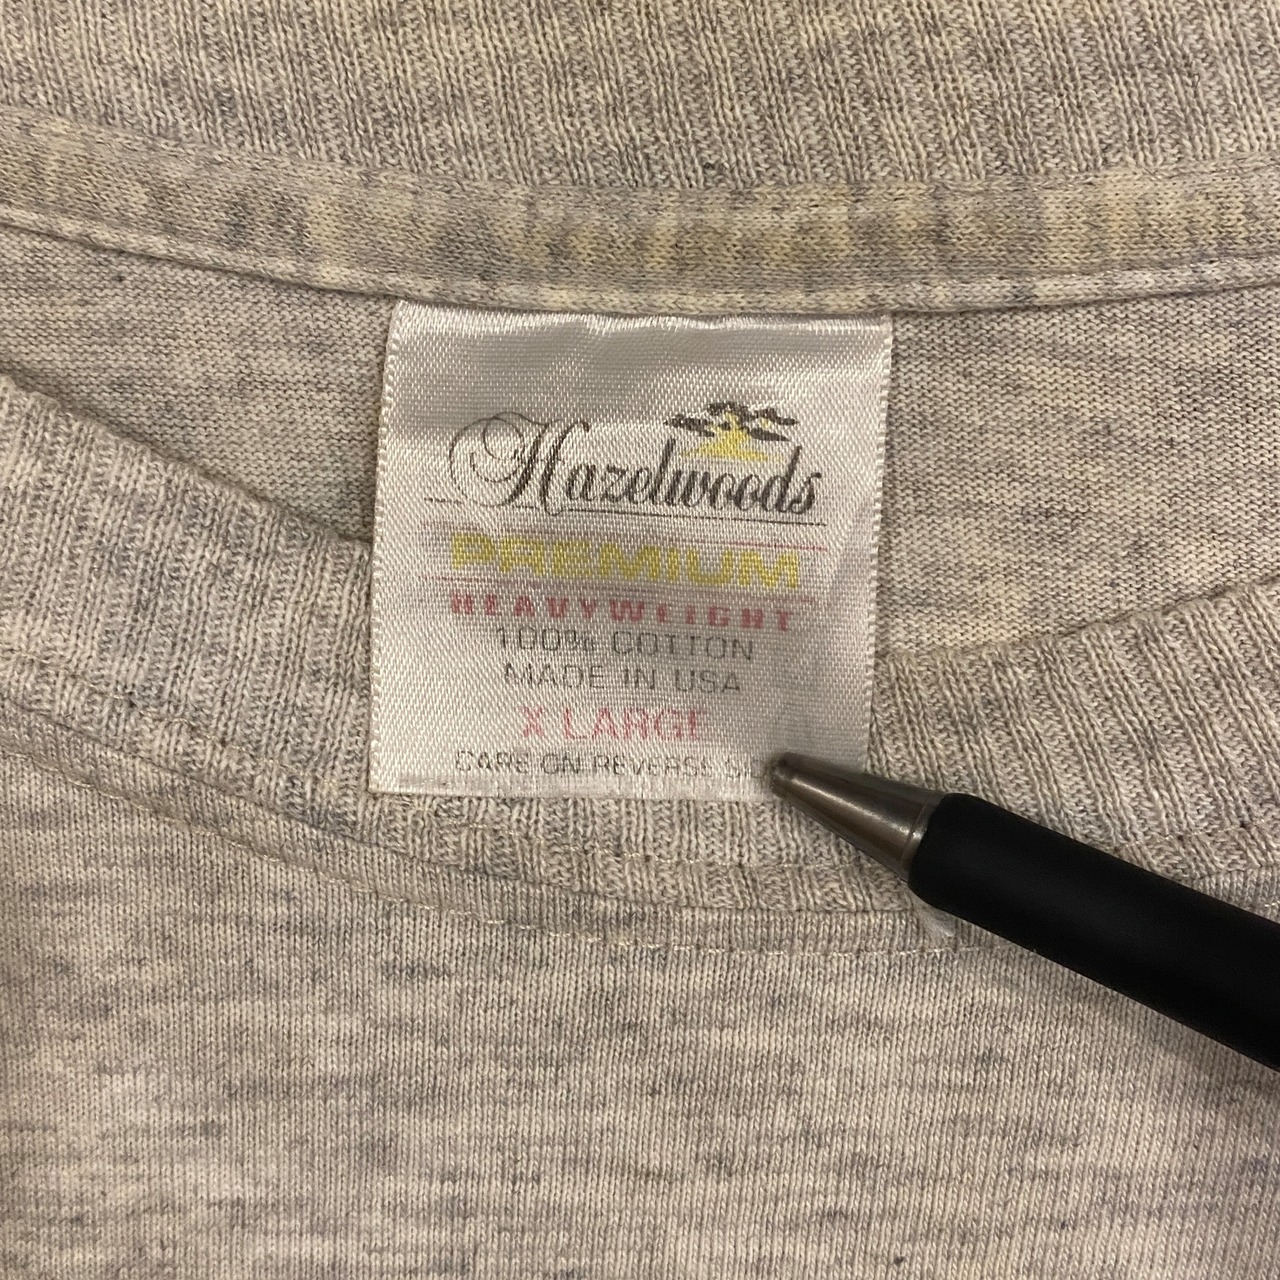 Hazelwoods
PREMIUM
HEAVYWEIGHT
100% COTTON
MADE IN USA
X LARGE
CARE ON REVERSE